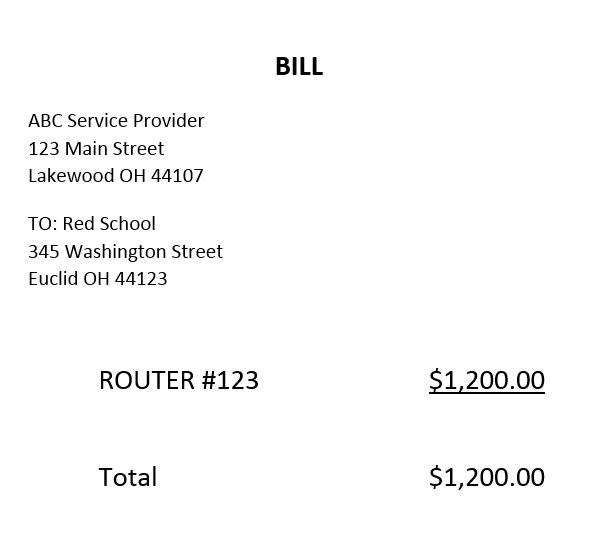 BILL
ABC Service Provider
123 Main Street
Lakewood OH 44107
TO: Red School
345 Washington Street
Euclid OH 44123
ROUTER #123 $1,200.00
Total $1,200.00